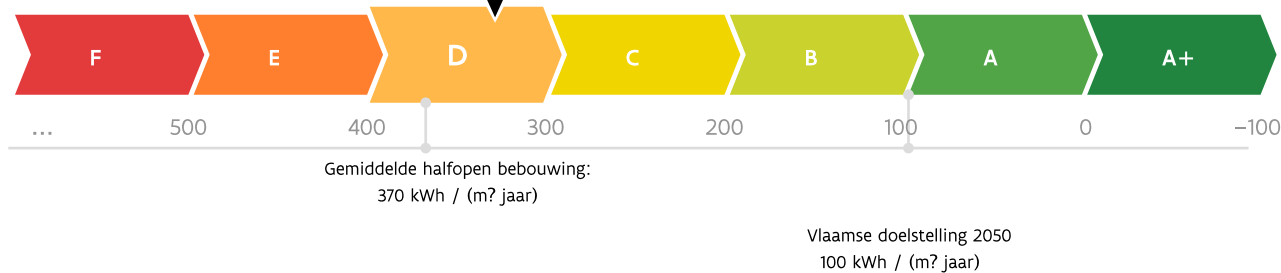 F E D C B A A+
... 500 400 300 200 100 0 −100
Gemiddelde halfopen bebouwing:
370 kWh / (m? jaar)
Vlaamse doelstelling 2050
100 kWh / (m? jaar)